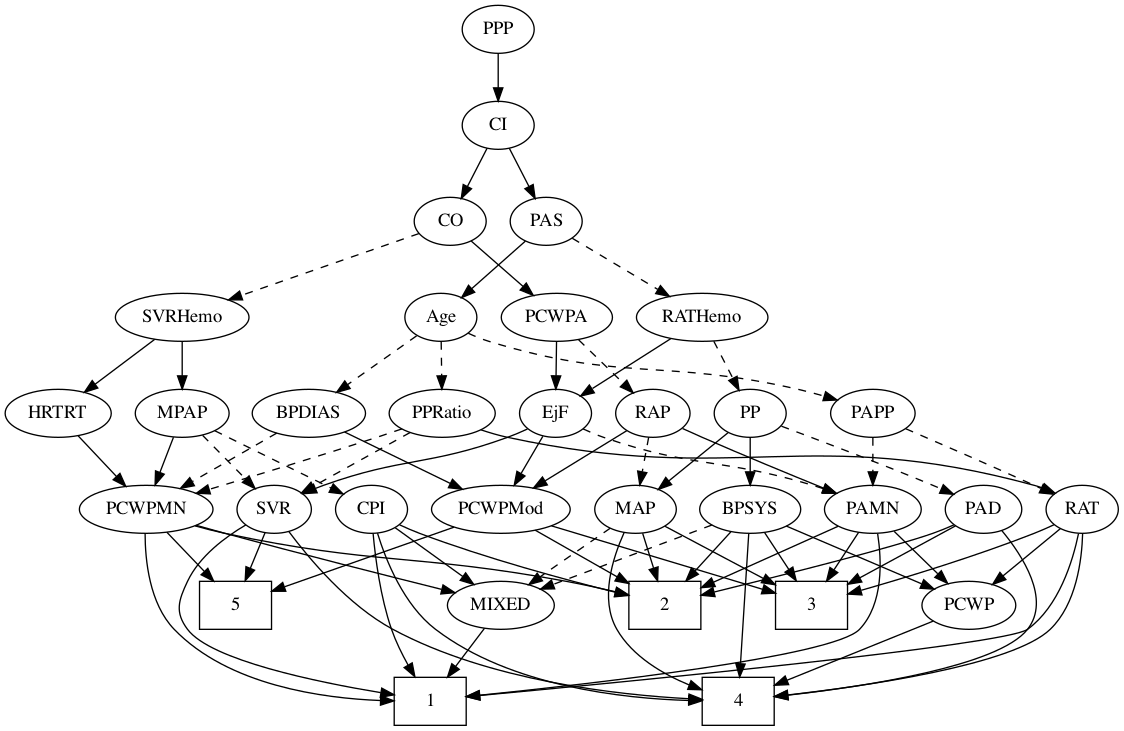 PPP
CI
CO
PAS
SVRHemo
Age
PCWPA
RATHemo
HRTRT
MPAP
BPDIAS
PPRatio
EjF
RAP
PP
PAPP
PCWPMN
SVR
CPI
PCWPMod
MAP
BPSYS
PAMN
PAD
RAT
5
MIXED
2
3
PCWP
1
4